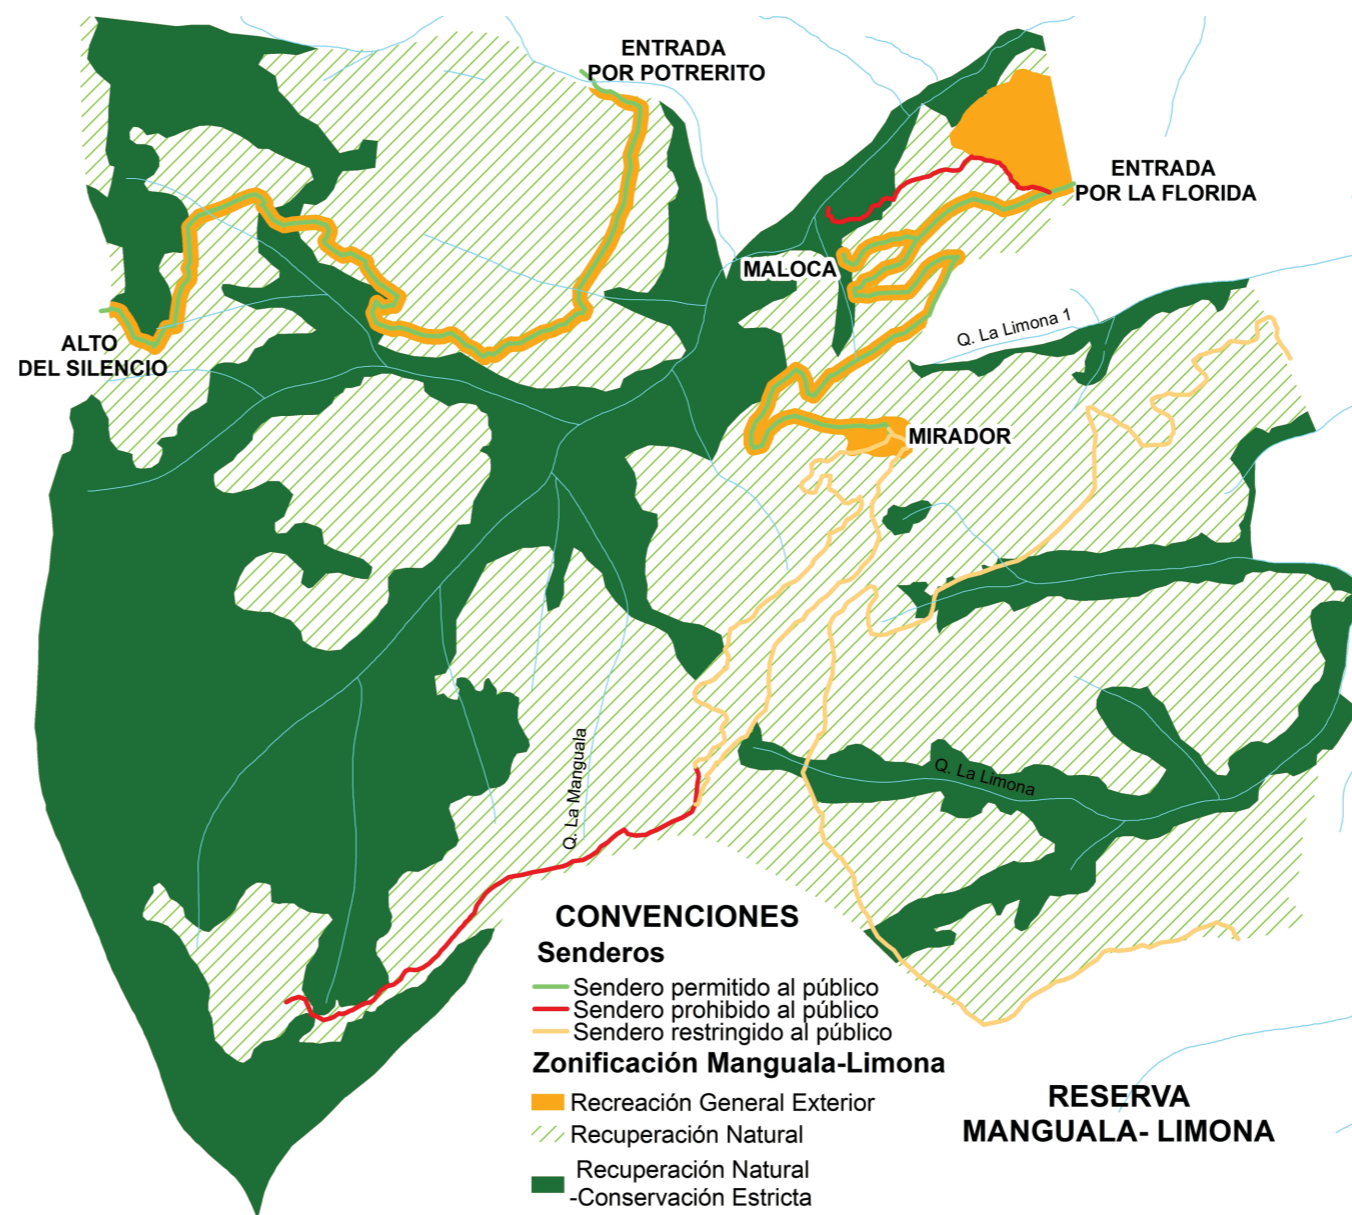 ENTRADA
POR POTRERITO
ENTRADA
POR LA FLORIDA
MALOCA
Q. La Limona 1
ALTO
DEL SILENCIO
MIRADOR
Q. La Manguala
Q. La Limona
CONVENCIONES
Senderos
Sendero permitido al público
Sendero prohibido al público
Sendero restringido al público
Zonificación Manguala-Limona
Recreación General Exterior
Recuperación Natural
Recuperación Natural
-Conservación Estricta
RESERVA
MANGUALA- LIMONA